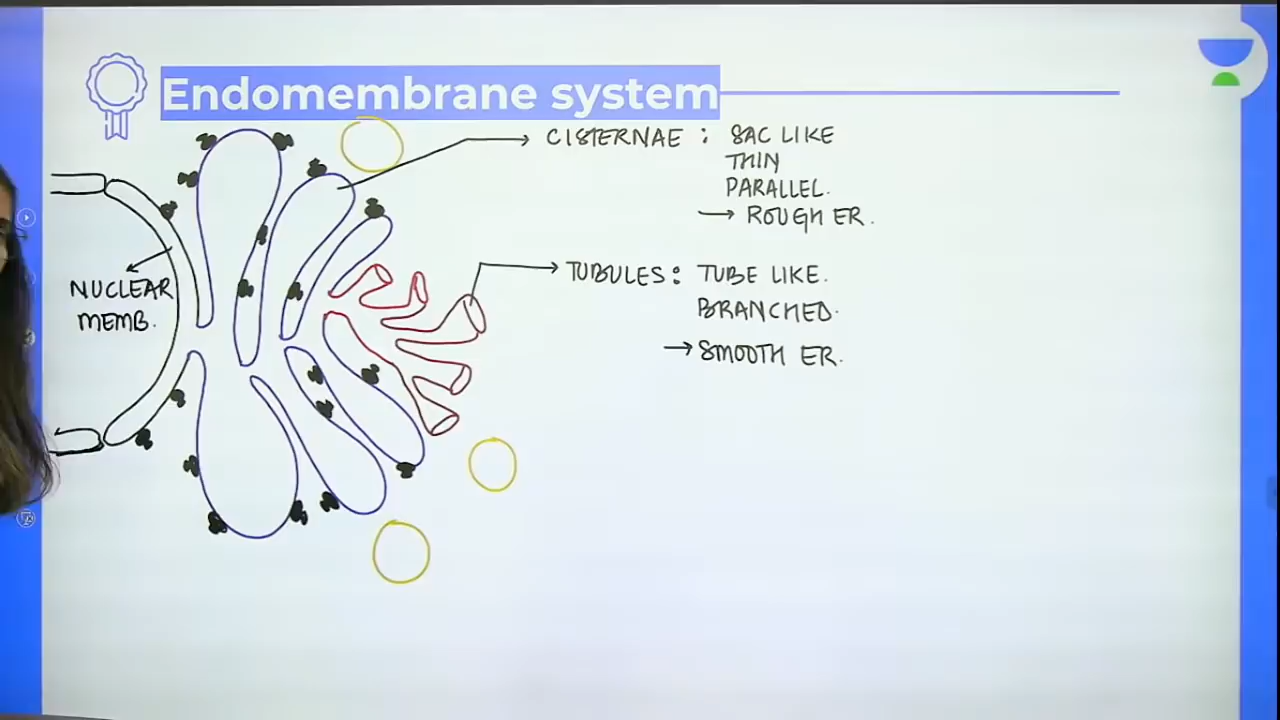 Endomembrane system
CISTERNAE : SAC LIKE
THIN
PARALLEL.
→ ROUGH ER.
NUCLEAR
MEMB.
TUBULES : TUBE LIKE.
BRANCHED.
→ SMOOTH ER.